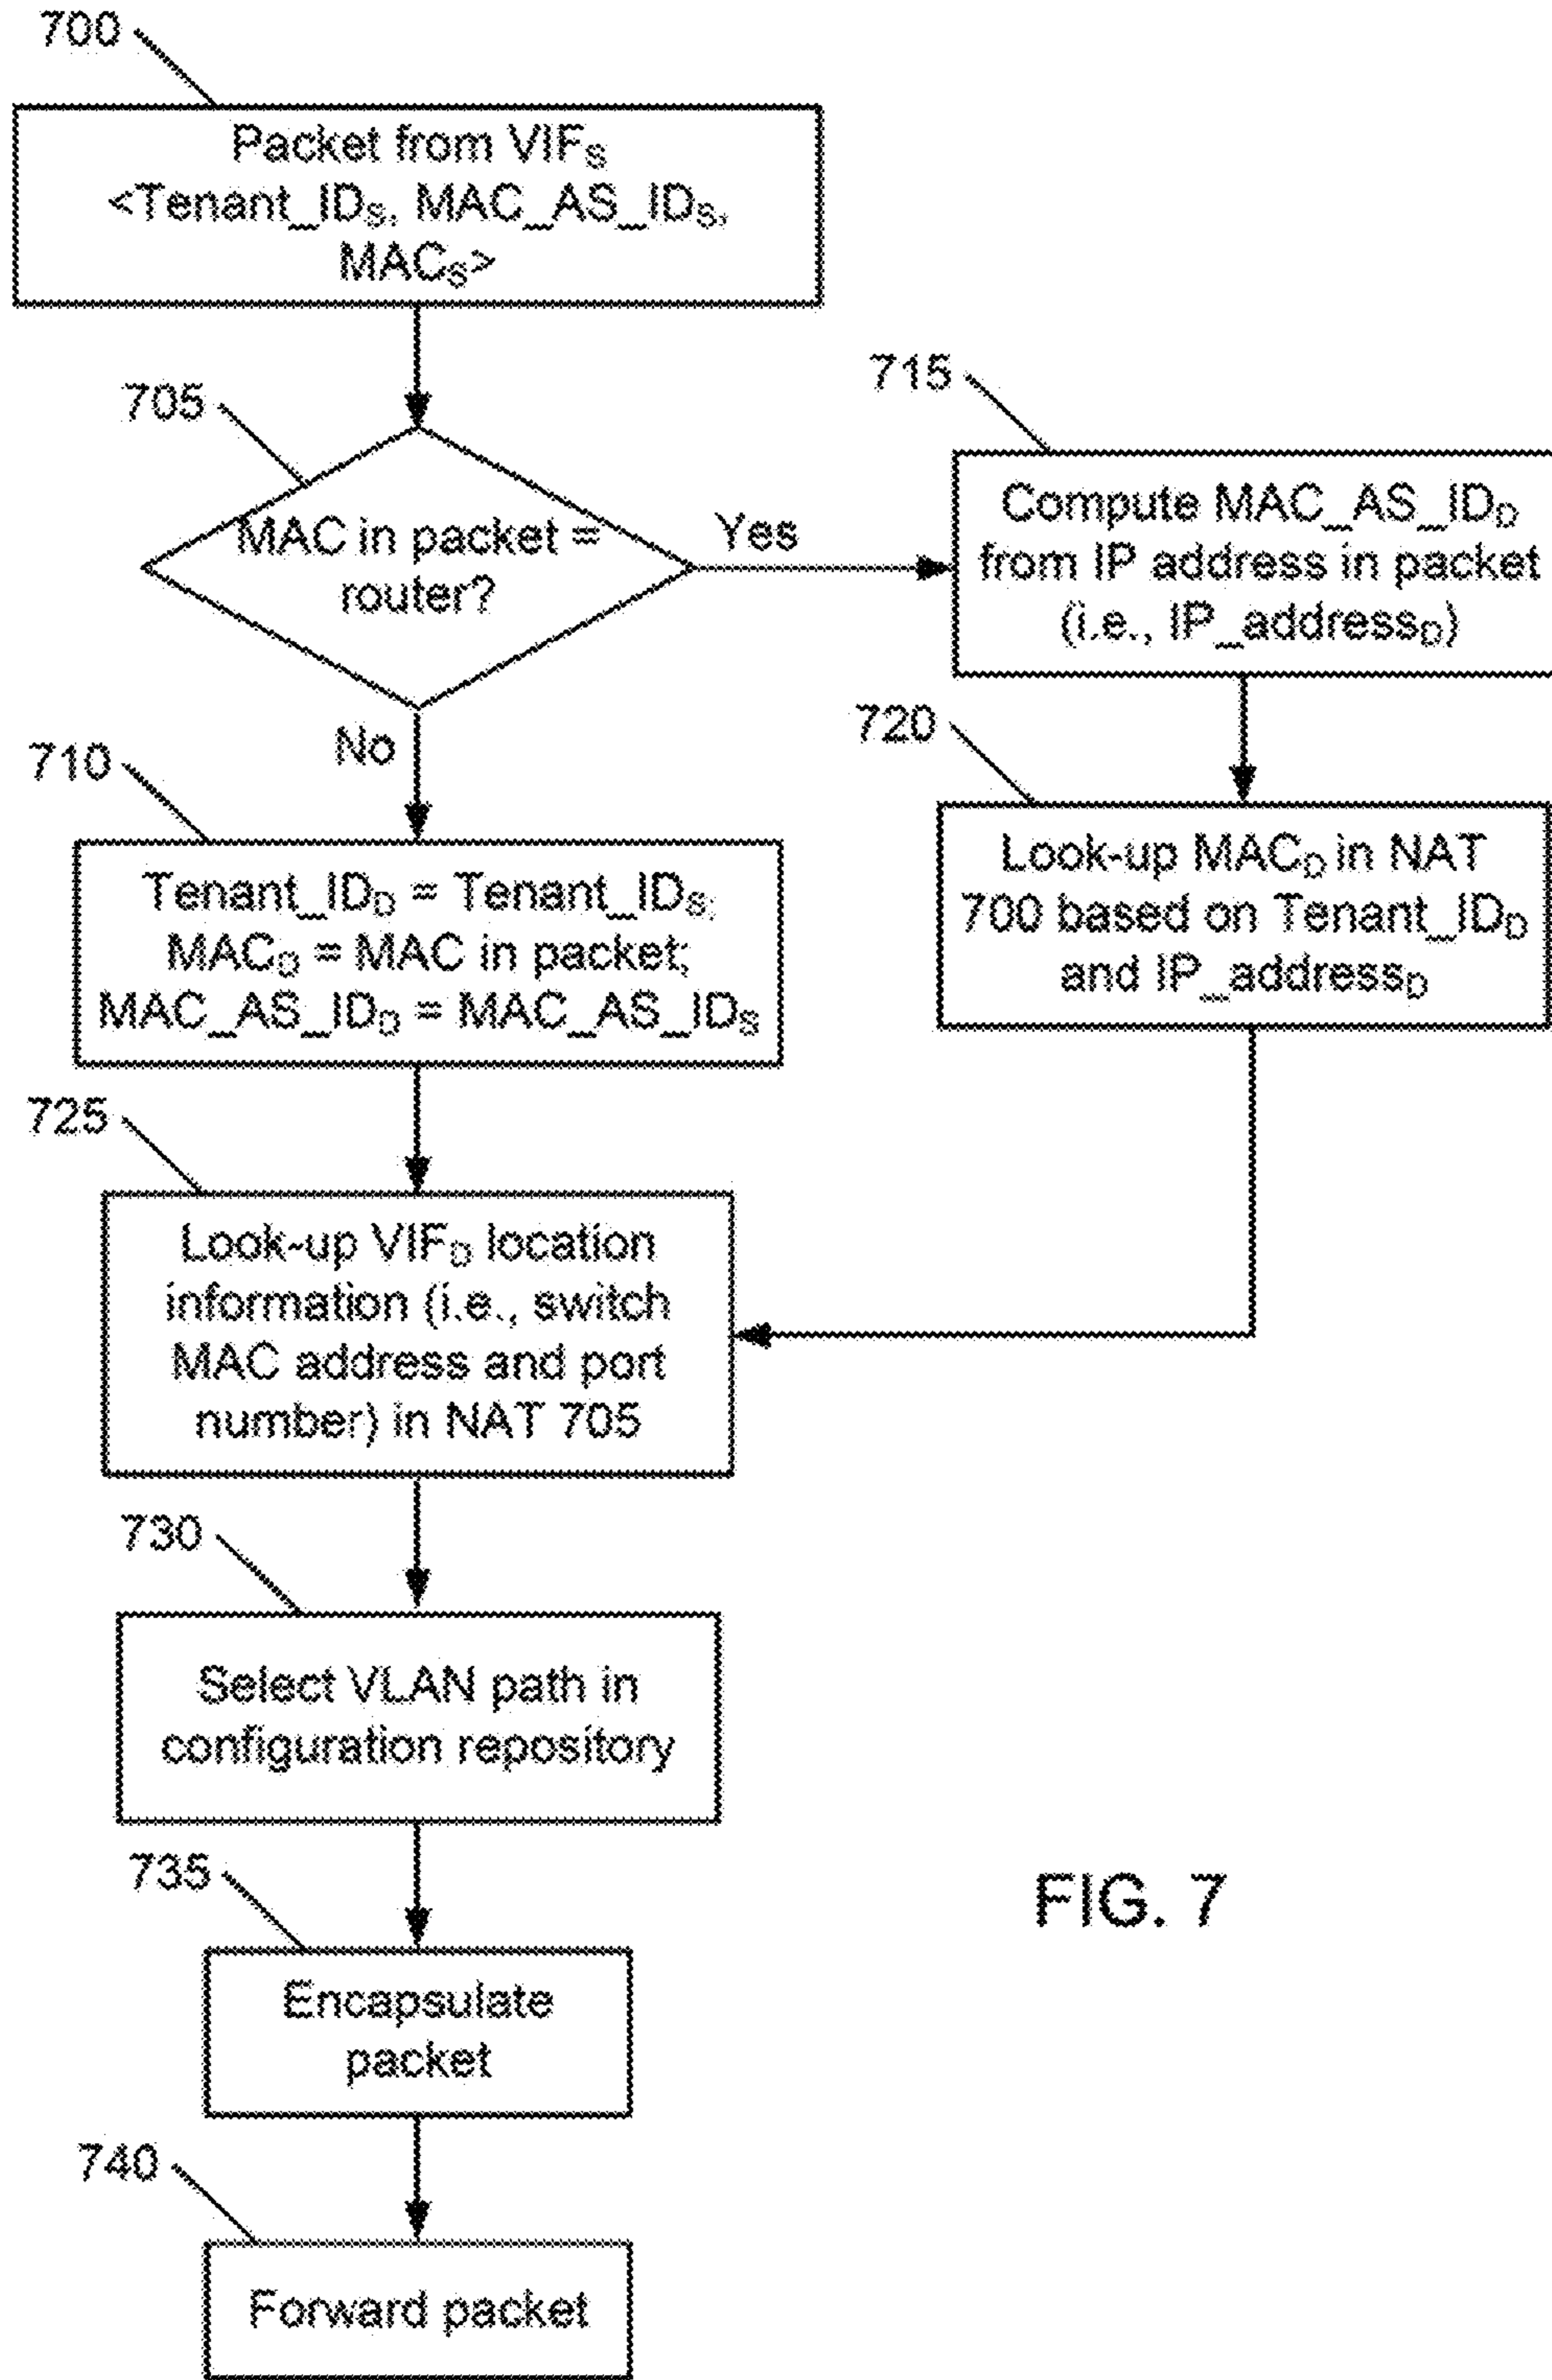 700
Packet from VIFS
<Tenant_IDS, MAC_AS_IDS,
MACS>
705
MAC in packet =
router?
Yes
No
715
Compute MAC_AS_IDD
from IP address in packet
(i.e., IP_addressD)
720
Look-up MACD in NAT
700 based on Tenant_IDD
and IP_addressD
710
Tenant_IDD = Tenant_IDS;
MACD = MAC in packet;
MAC_AS_IDD = MAC_AS_IDS
725
Look-up VIFD location
information (i.e., switch
MAC address and port
number) in NAT 705
730
Select VLAN path in
configuration repository
735
Encapsulate
packet
740
Forward packet
FIG. 7